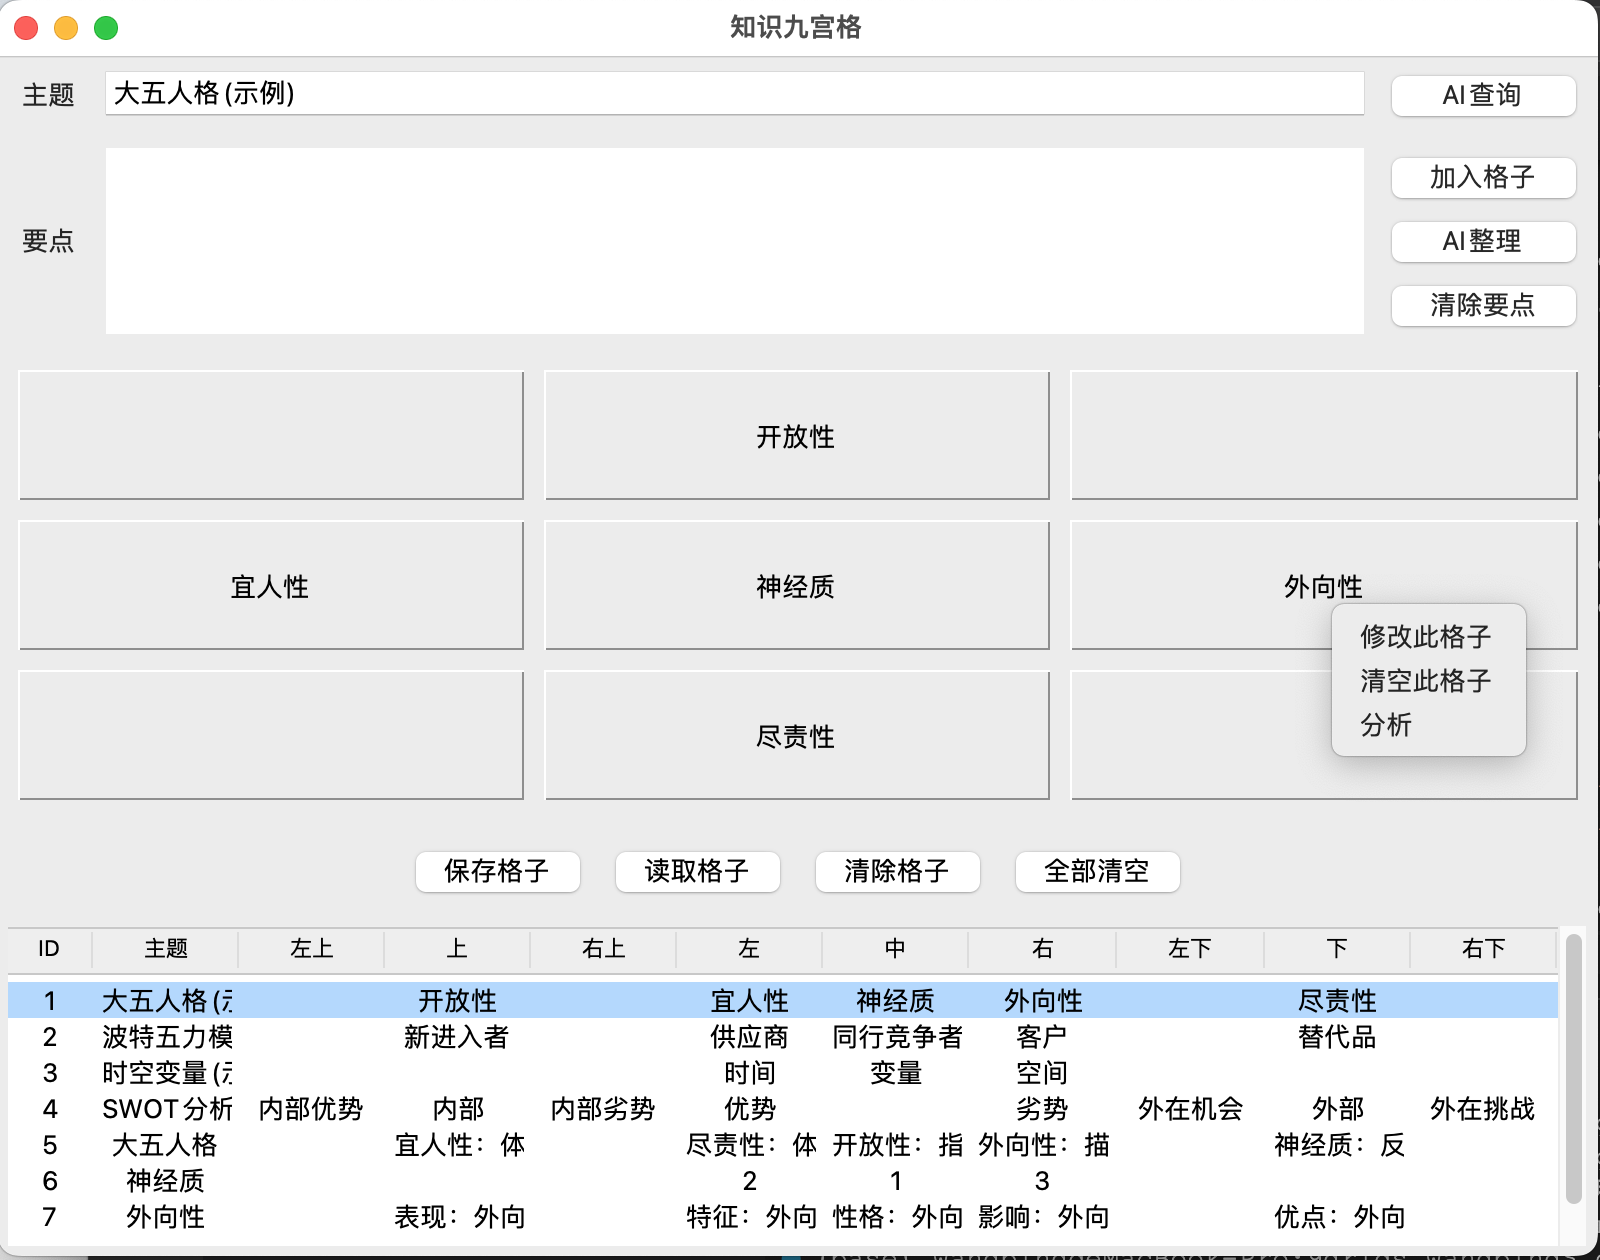 知识九宫格
主题 大五人格(示例) AI查询
加入格子
要点 AI整理
清除要点
开放性
宜人性 神经质 外向性
修改此格子
清空此格子
分析
尽责性
保存格子 读取格子 清除格子 全部清空
ID 主题 左上 上 右上 左 中 右 左下 下 右下
1 大五人格(示 开放性 宜人性 神经质 外向性 尽责性
2 波特五力模 新进入者 供应商 同行竞争者 客户 替代品
3 时空变量(示 时间 变量 空间
4 SWOT分析 内部优势 内部 内部劣势 优势 劣势 外在机会 外部 外在挑战
5 大五人格 宜人性：体 尽责性：体 开放性：指 外向性：描 神经质：反
6 神经质 2 1 3
7 外向性 表现：外向 特征：外向 性格：外向 影响：外向 优点：外向